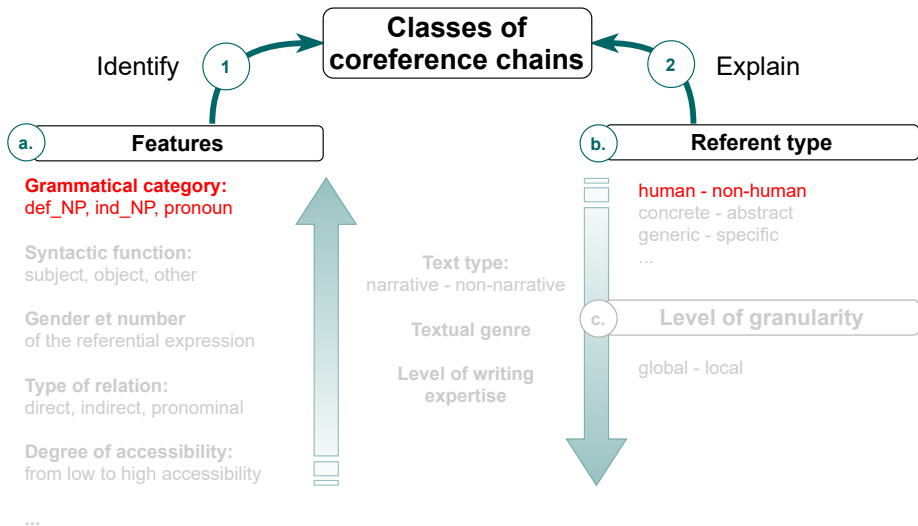 Classes of
coreference chains
Identify
1
2
Explain
a.
Features
b.
Referent type
Grammatical category:
def_NP, ind_NP, pronoun
Syntactic function:
subject, object, other
Gender et number
of the referential expression
Type of relation:
direct, indirect, pronominal
Degree of accessibility:
from low to high accessibility
...
Text type:
narrative - non-narrative
Textual genre
Level of writing
expertise
human - non-human
concrete - abstract
generic - specific
...
c.
Level of granularity
global - local